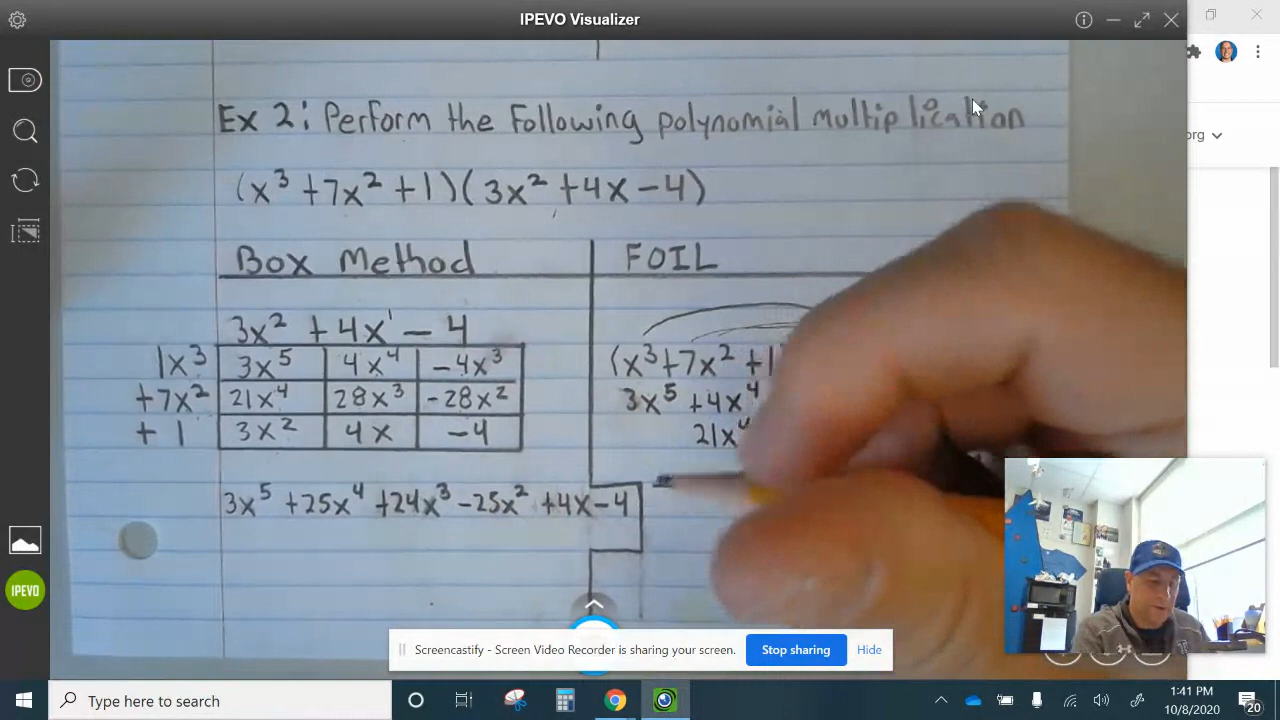 IPEVO Visualizer
Ex 2: Perform the Following polynomial multiplication
(x³ +7x² +1)(3x² +4x -4)
Box Method
FOIL
3x² +4x¹ -4
1x³ 3x⁵ 4x⁴ -4x³
+7x² 21x⁴ 28x³ -28x²
+ 1 3x² 4x -4
(x³+7x² +1
3x⁵ +4x⁴
21x⁴
3x⁵ +25x⁴ +24x³ -25x² +4x -4
IPEVO
org
Screencastify - Screen Video Recorder is sharing your screen.
Stop sharing
Hide
Type here to search
1:41 PM
10/8/2020
20